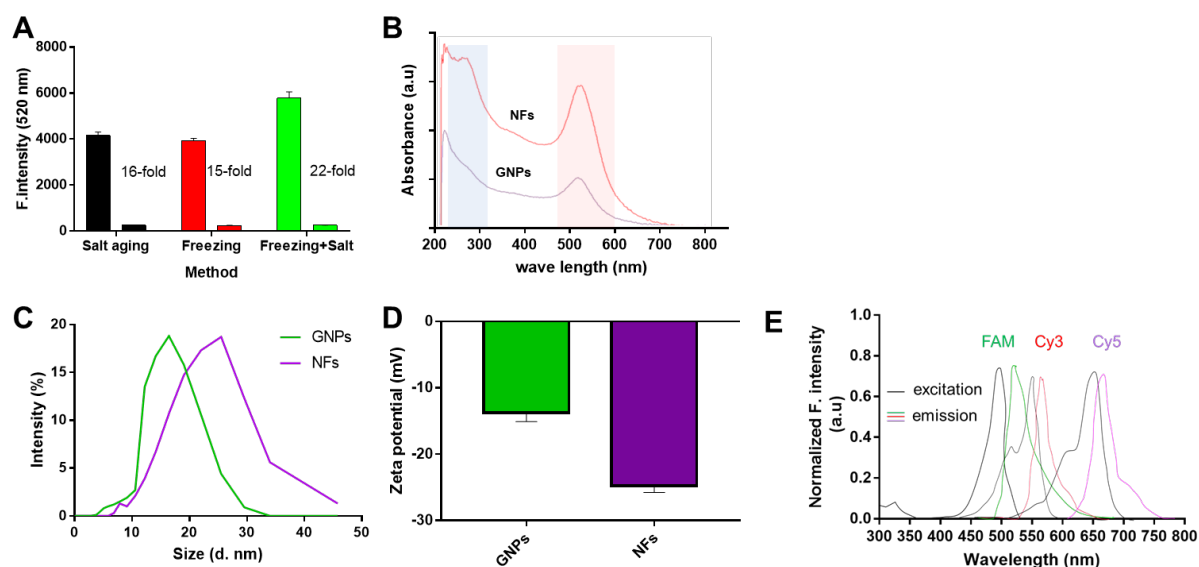 A
F.intensity (520 nm)
8000
6000
4000
2000
0
16-fold
15-fold
22-fold
Salt aging
Freezing
Freezing+Salt
Method
B
Absorbance (a.u)
NFs
GNPs
200
300
400
500
600
700
800
wave length (nm)
C
Intensity (%)
20
15
10
5
0
GNPs
NFs
0
10
20
30
40
50
Size (d. nm)
D
Zeta potential (mV)
0
-10
-20
-30
GNPs
NFs
E
Normalized F. intensity
(a.u)
1.0
0.8
0.6
0.4
0.2
0.0
FAM
Cy3
Cy5
excitation
emission
300
350
400
450
500
550
600
650
700
750
800
Wavelength (nm)